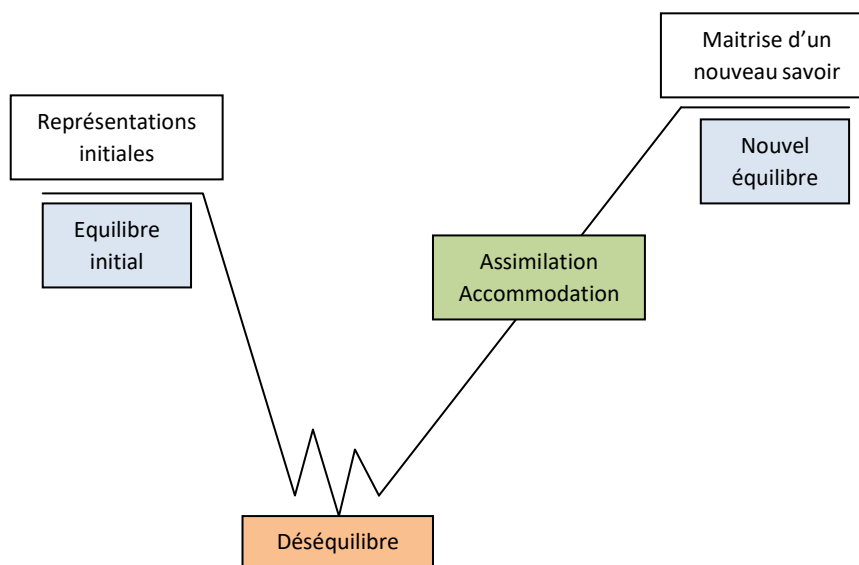 Représentations
initiales
Equilibre
initial
Déséquilibre
Assimilation
Accommodation
Maitrise d’un
nouveau savoir
Nouvel
équilibre